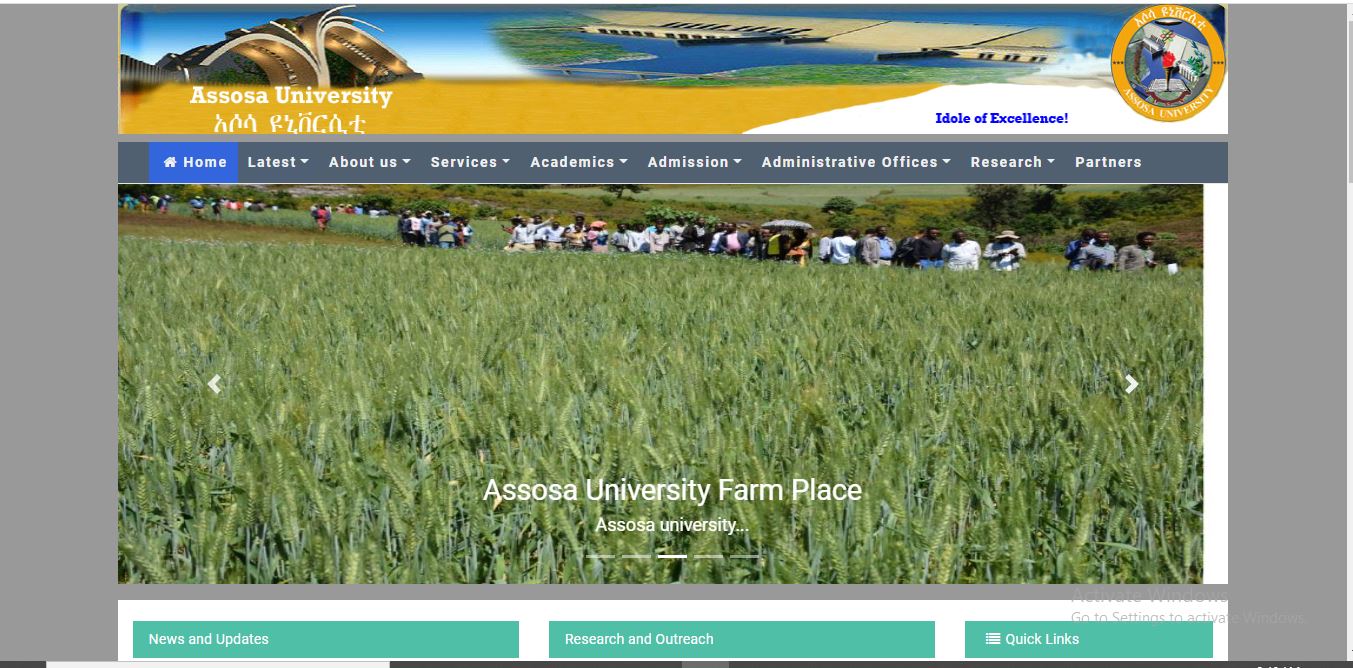 Assosa University
አሶሳ ዩኒቨርሲቲ
Idole of Excellence!
አሶሳ ዩኒቨርሲቲ
ASSOSA UNIVERSITY
Home Latest About us Services Academics Admission Administrative Offices Research Partners
Assosa University Farm Place
Assosa university...
Activate Windows
Go to Settings to activate Windows.
News and Updates
Research and Outreach
Quick Links